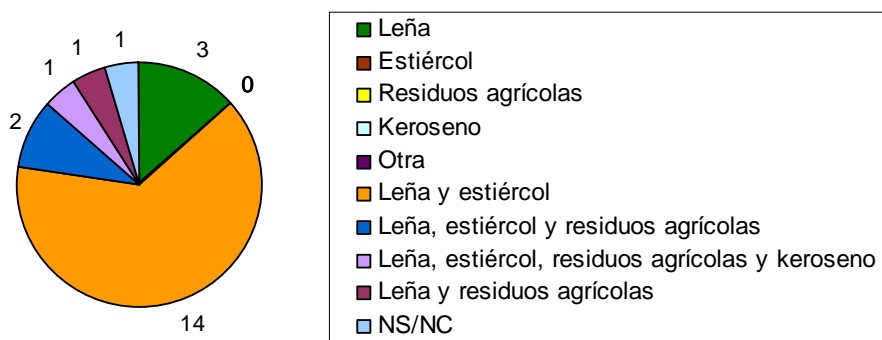 1
1
3
1
0
2
14
Leña
Estiércol
Residuos agrícolas
Keroseno
Otra
Leña y estiércol
Leña, estiércol y residuos agrícolas
Leña, estiércol, residuos agrícolas y keroseno
Leña y residuos agrícolas
NS/NC